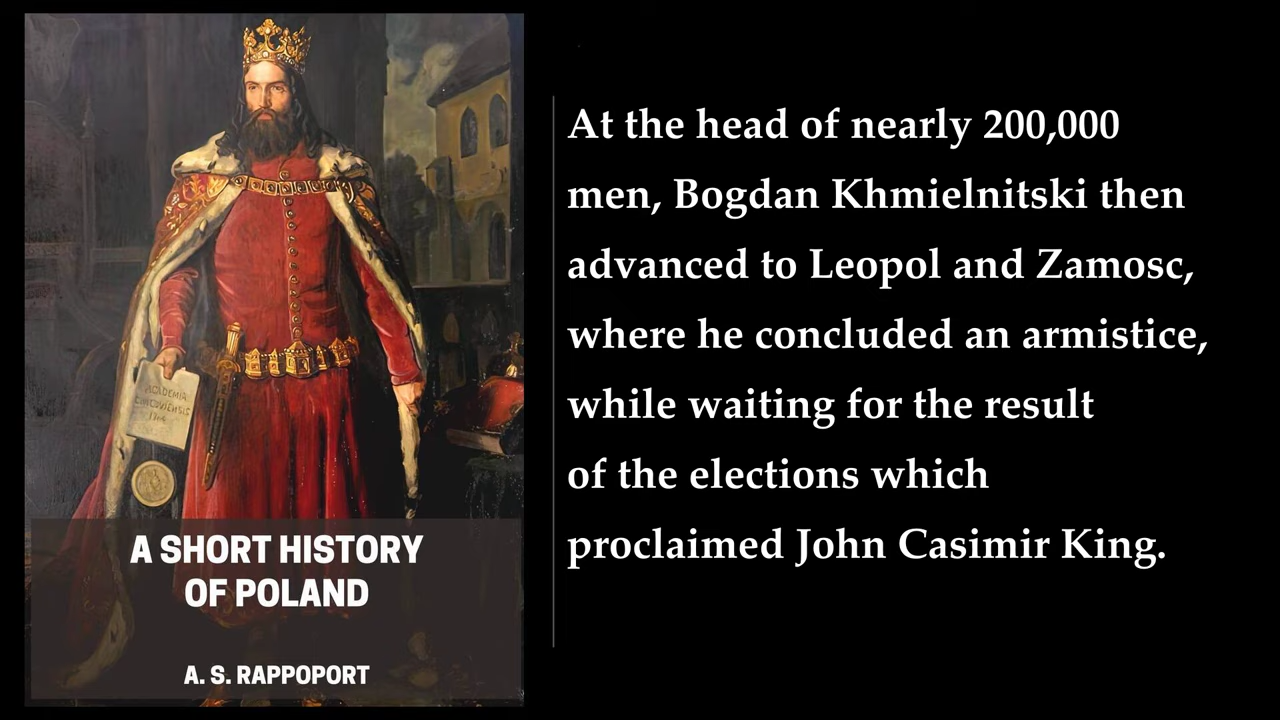 ACADEMIA
A SHORT HISTORY
OF POLAND
A. S. RAPPOPORT
At the head of nearly 200,000
men, Bogdan Khmielnitski then
advanced to Leopol and Zamosc,
where he concluded an armistice,
while waiting for the result
of the elections which
proclaimed John Casimir King.